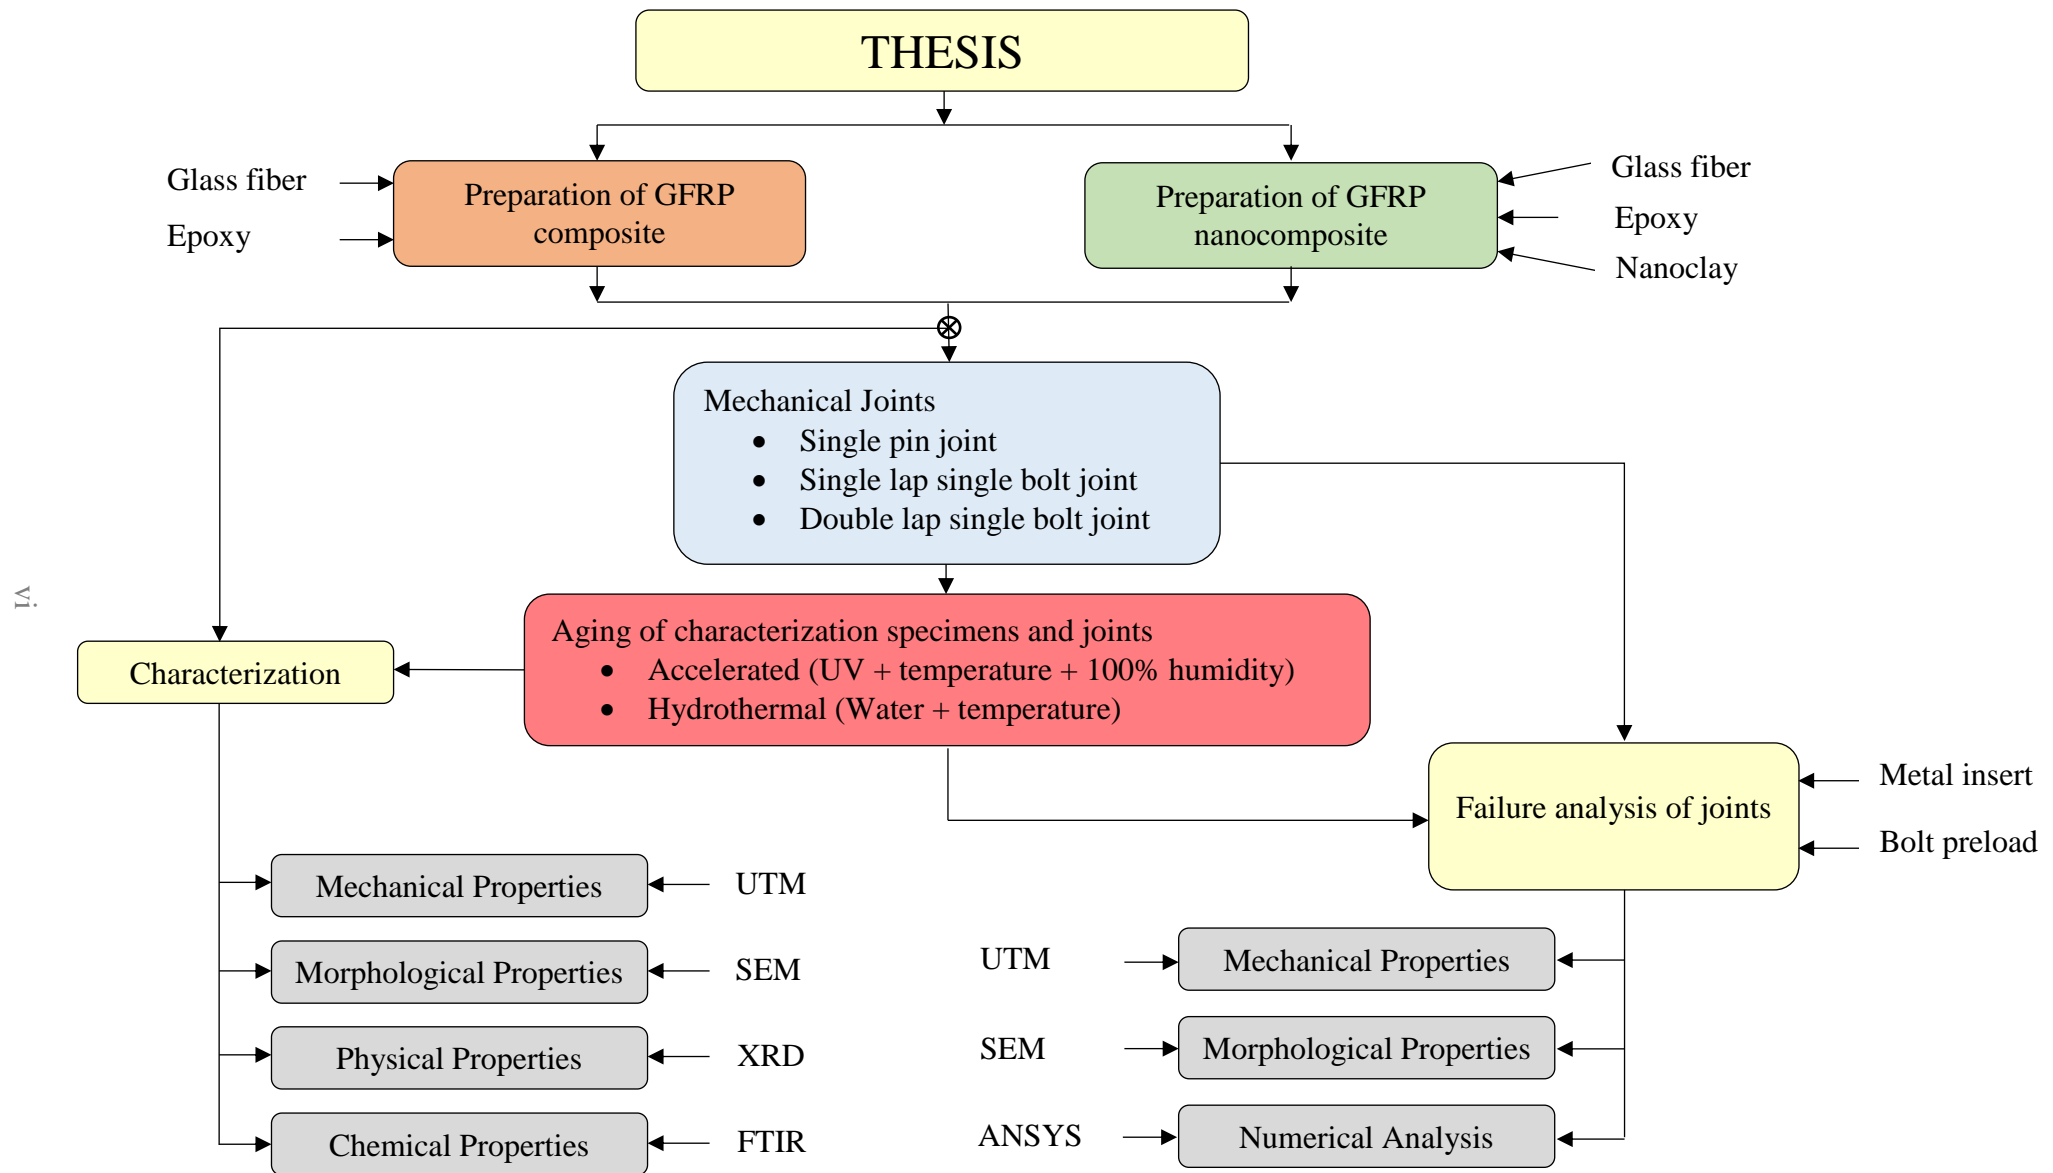 THESIS
Glass fiber
Epoxy
Preparation of GFRP
composite
Preparation of GFRP
nanocomposite
Glass fiber
Epoxy
Nanoclay
Mechanical Joints
• Single pin joint
• Single lap single bolt joint
• Double lap single bolt joint
vi
Aging of characterization specimens and joints
• Accelerated (UV + temperature + 100% humidity)
• Hydrothermal (Water + temperature)
Characterization
Failure analysis of joints
Metal insert
Bolt preload
Mechanical Properties
UTM
Morphological Properties
SEM
Physical Properties
XRD
Chemical Properties
FTIR
UTM
Mechanical Properties
SEM
Morphological Properties
ANSYS
Numerical Analysis